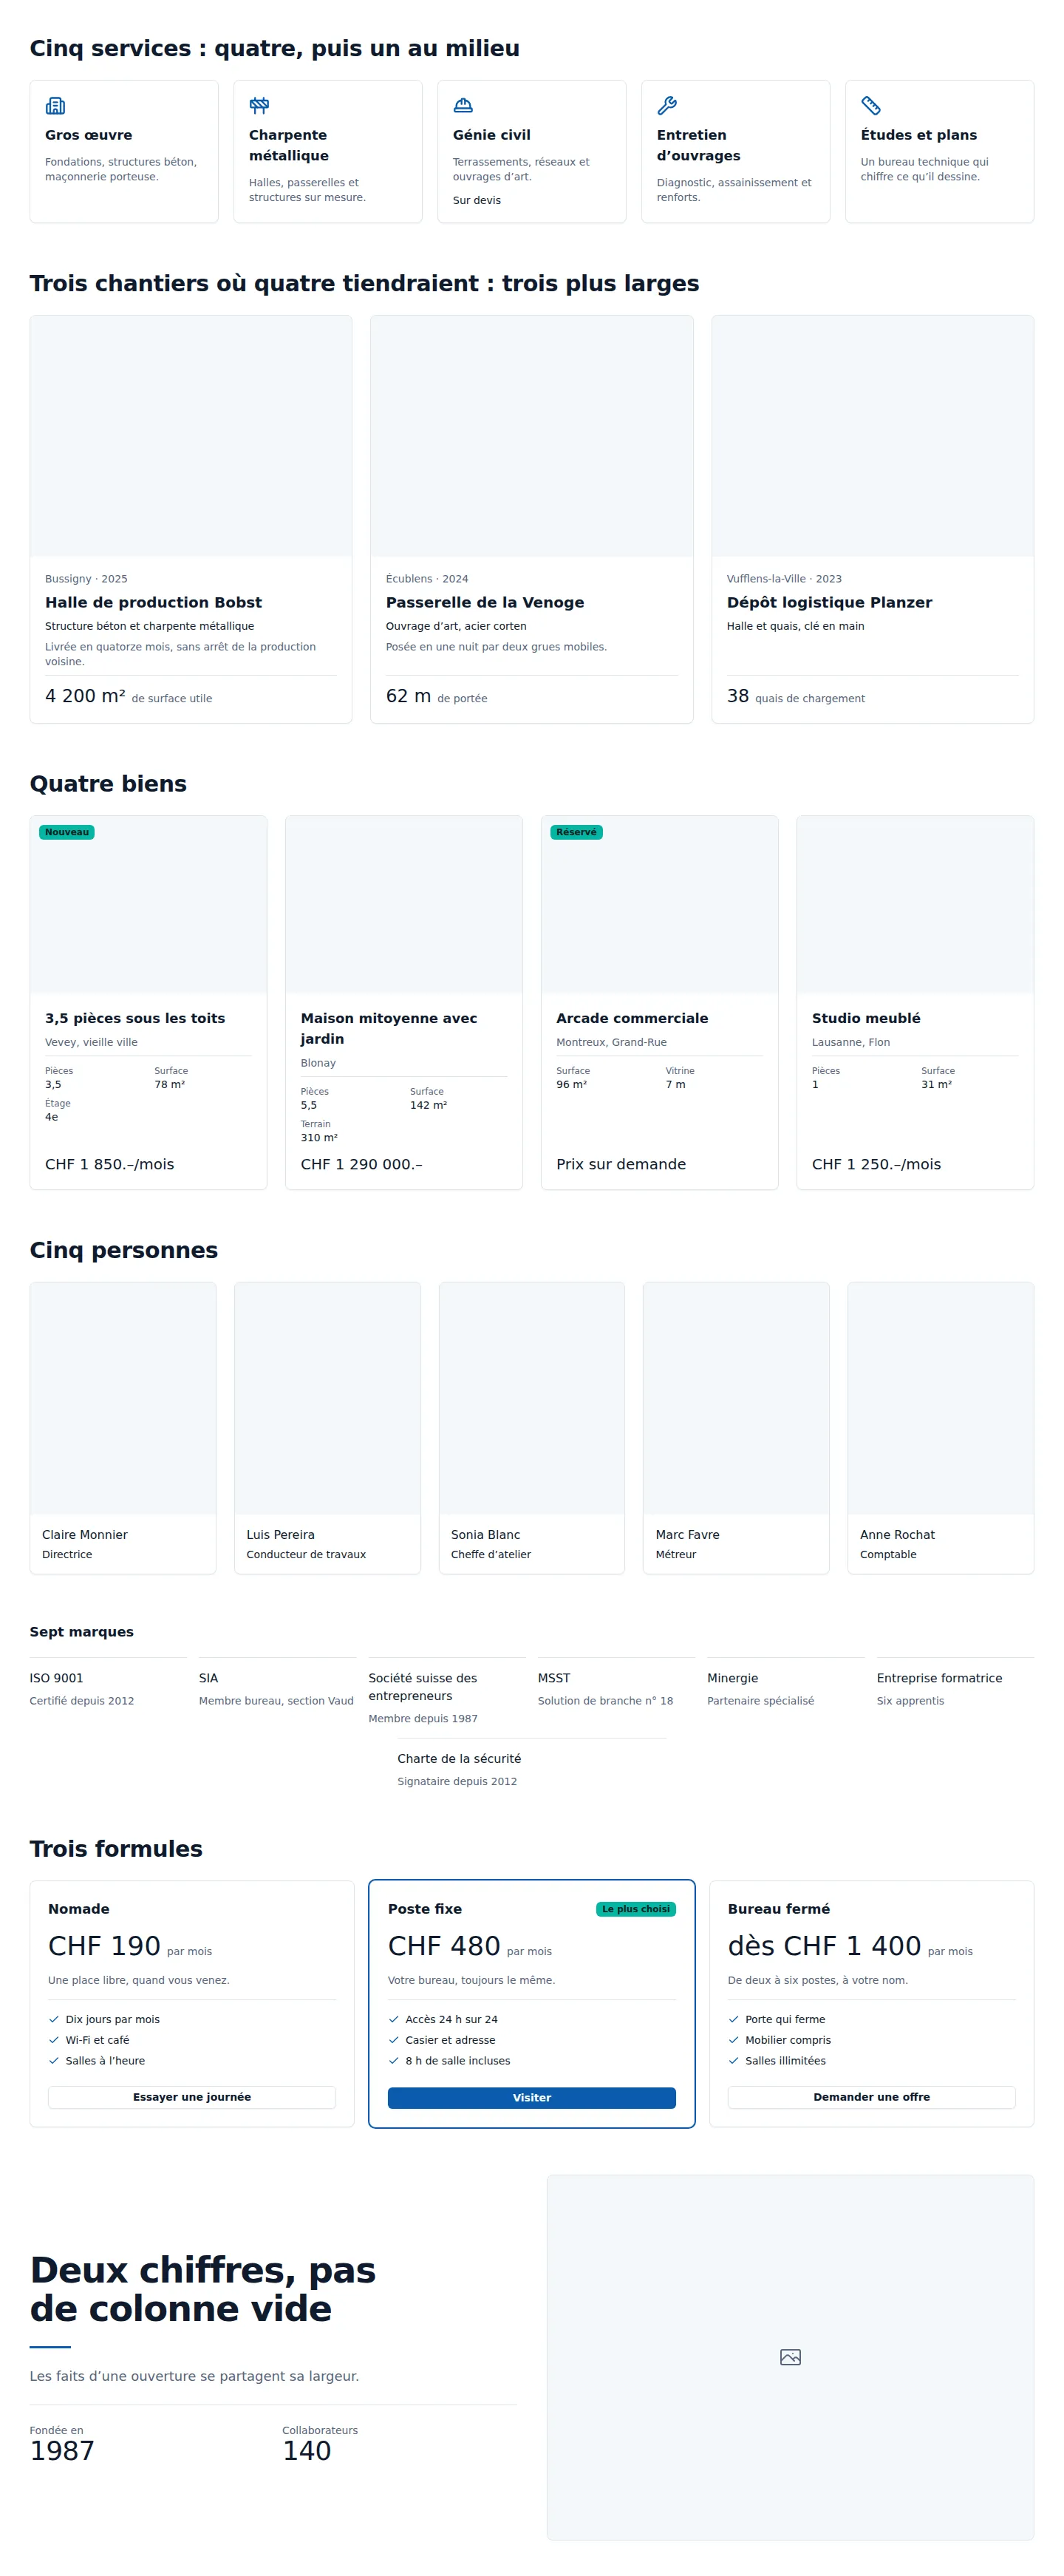 Cinq services : quatre, puis un au milieu
Gros œuvre
Fondations, structures béton,
maçonnerie porteuse.
Charpente
métallique
Halles, passerelles et
structures sur mesure.
Génie civil
Terrassements, réseaux et
ouvrages d’art.
Sur devis
Entretien
d’ouvrages
Diagnostic, assainissement et
renforts.
Études et plans
Un bureau technique qui
chiffre ce qu’il dessine.
Trois chantiers où quatre tiendraient : trois plus larges
Bussigny · 2025
Halle de production Bobst
Structure béton et charpente métallique
Livrée en quatorze mois, sans arrêt de la production
voisine.
4 200 m² de surface utile
Écublens · 2024
Passerelle de la Venoge
Ouvrage d’art, acier corten
Posée en une nuit par deux grues mobiles.
62 m de portée
Vufflens-la-Ville · 2023
Dépôt logistique Planzer
Halle et quais, clé en main
38 quais de chargement
Quatre biens
Nouveau
3,5 pièces sous les toits
Vevey, vieille ville
Pièces Surface
3,5 78 m²
Étage
4e
CHF 1 850.–/mois
Maison mitoyenne avec
jardin
Blonay
Pièces Surface
5,5 142 m²
Terrain
310 m²
CHF 1 290 000.–
Réservé
Arcade commerciale
Montreux, Grand-Rue
Surface Vitrine
96 m² 7 m
Prix sur demande
Studio meublé
Lausanne, Flon
Pièces Surface
1 31 m²
CHF 1 250.–/mois
Cinq personnes
Claire Monnier
Directrice
Luis Pereira
Conducteur de travaux
Sonia Blanc
Cheffe d’atelier
Marc Favre
Métreur
Anne Rochat
Comptable
Sept marques
ISO 9001
Certifié depuis 2012
SIA
Membre bureau, section Vaud
Société suisse des
entrepreneurs
Membre depuis 1987
MSST
Solution de branche n° 18
Minergie
Partenaire spécialisé
Entreprise formatrice
Six apprentis
Charte de la sécurité
Signataire depuis 2012
Trois formules
Nomade
CHF 190 par mois
Une place libre, quand vous venez.
Dix jours par mois
Wi-Fi et café
Salles à l’heure
Essayer une journée
Poste fixe
Le plus choisi
CHF 480 par mois
Votre bureau, toujours le même.
Accès 24 h sur 24
Casier et adresse
8 h de salle incluses
Visiter
Bureau fermé
dès CHF 1 400 par mois
De deux à six postes, à votre nom.
Porte qui ferme
Mobilier compris
Salles illimitées
Demander une offre
Deux chiffres, pas
de colonne vide
Les faits d’une ouverture se partagent sa largeur.
Fondée en
1987
Collaborateurs
140